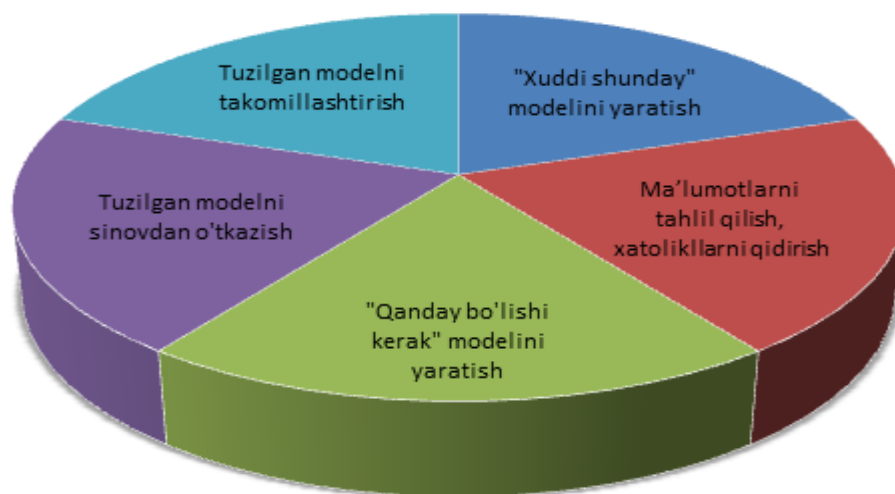 "Xuddi shunday"
modelini yaratish
Ma’lumotlarni
tahlil qilish,
xatolikllarni qidirish
"Qanday bo'lishi
kerak" modelini
yaratish
Tuzilgan modelni
sinovdan o'tkazish
Tuzilgan modelni
takomillashtirish